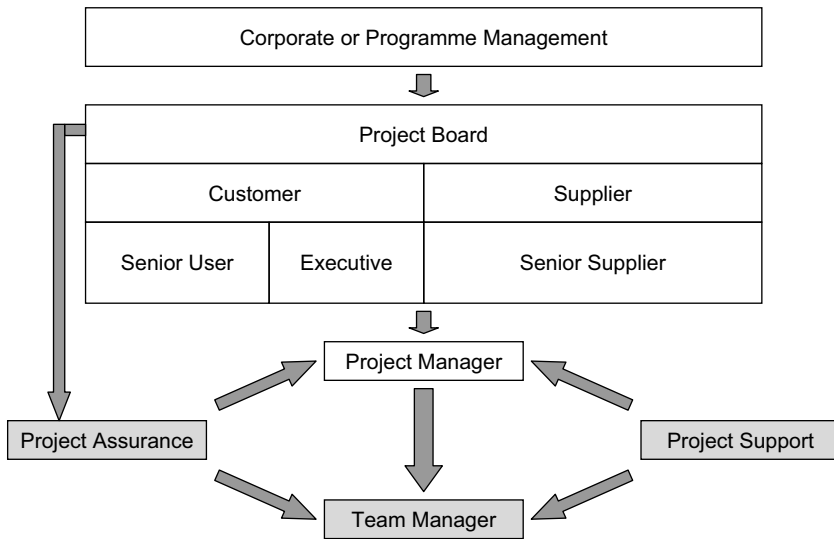 Corporate or Programme Management
Project Board
Customer
Supplier
Senior User
Executive
Senior Supplier
Project Manager
Project Assurance
Project Support
Team Manager